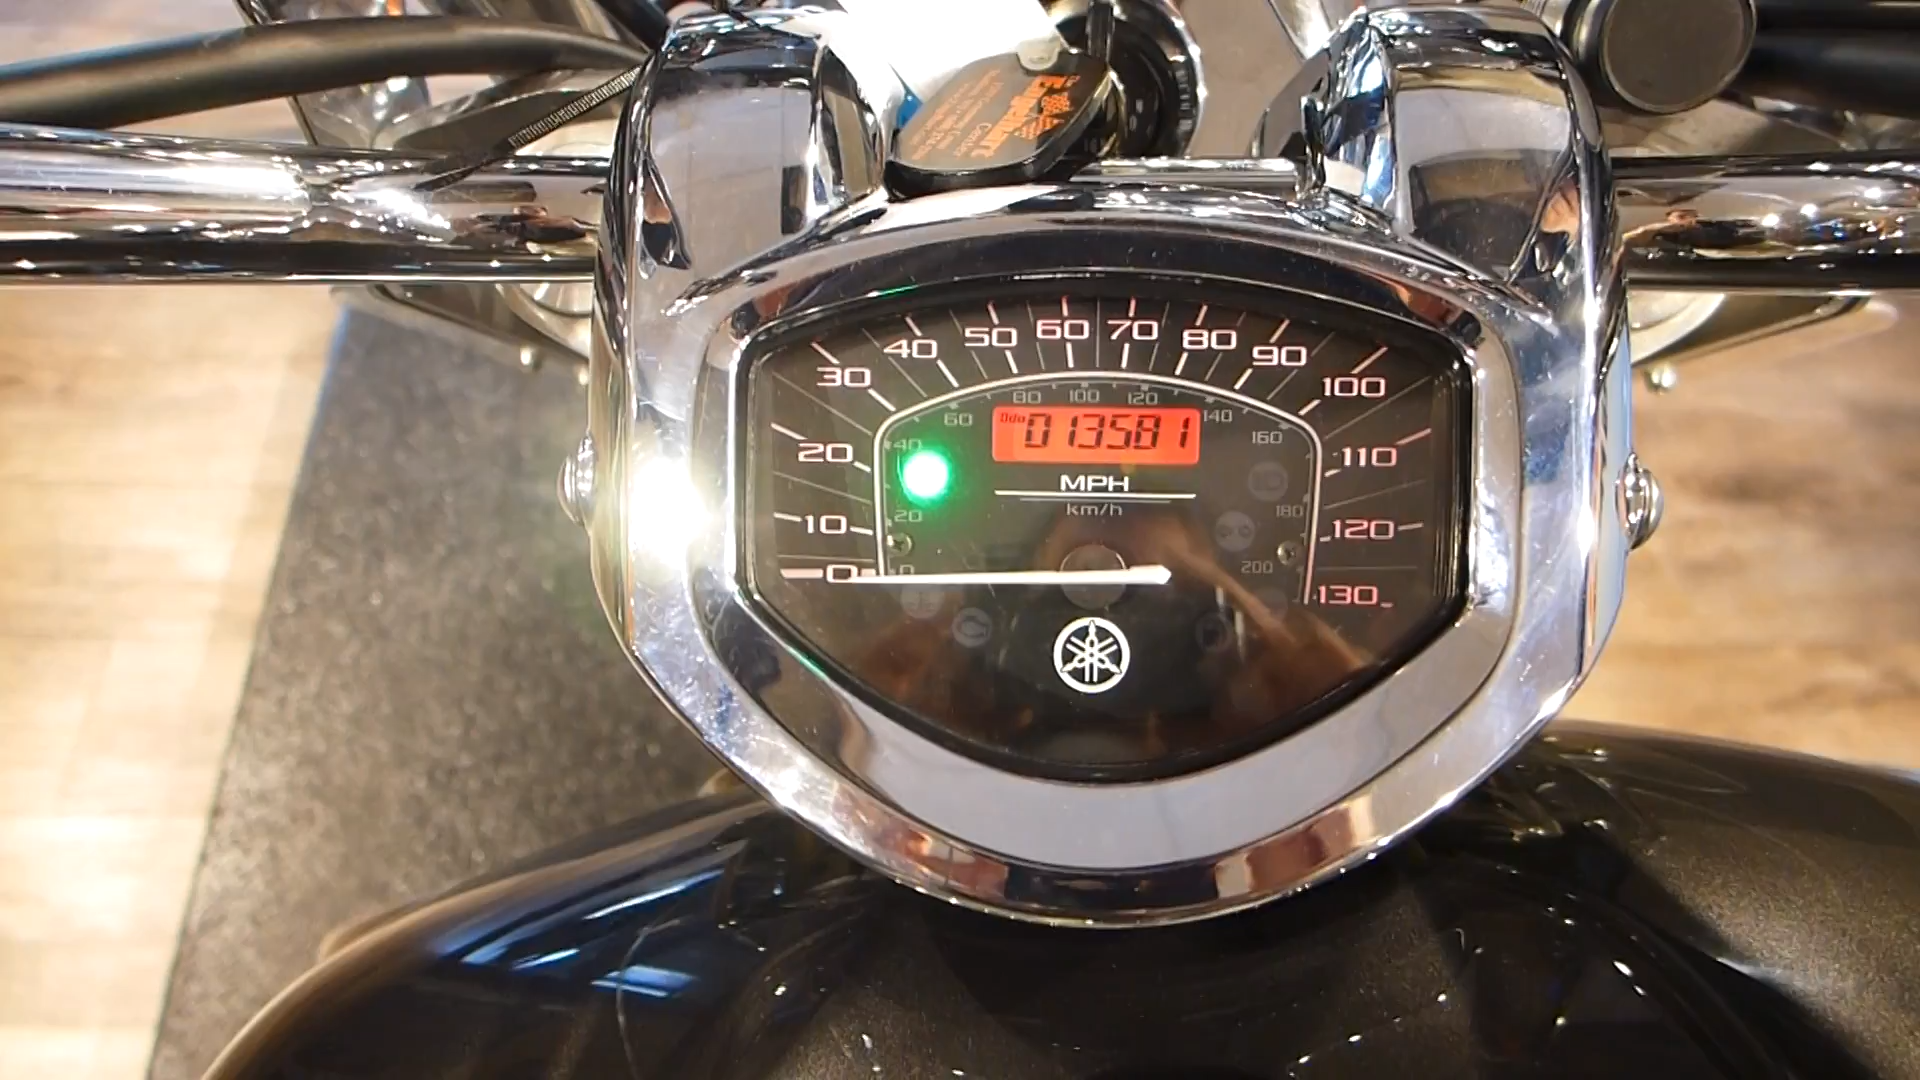 50 60 70 80
40 90
30 100
80 100 120
60 140
Odo 013581
20 40 160 110
MPH
10 20 km/h 180 120
0 0 200 130